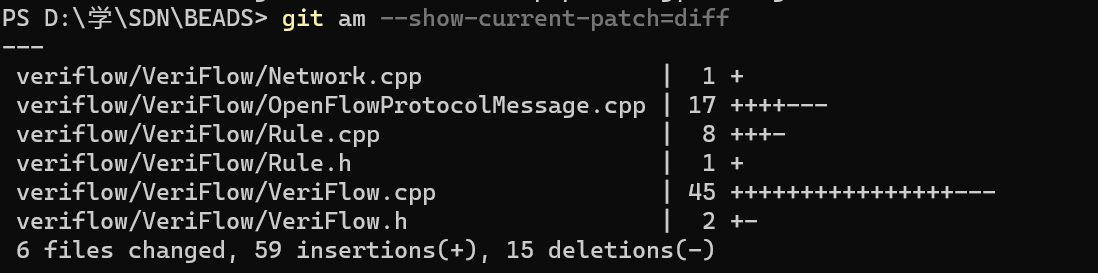 PS D:\学\SDN\BEADS> git am --show-current-patch=diff
---
 veriflow/VeriFlow/Network.cpp                 |  1 +
 veriflow/VeriFlow/OpenFlowProtocolMessage.cpp | 17 ++++---
 veriflow/VeriFlow/Rule.cpp                    |  8 +++-
 veriflow/VeriFlow/Rule.h                      |  1 +
 veriflow/VeriFlow/VeriFlow.cpp                | 45 ++++++++++++++++---
 veriflow/VeriFlow/VeriFlow.h                  |  2 +-
 6 files changed, 59 insertions(+), 15 deletions(-)